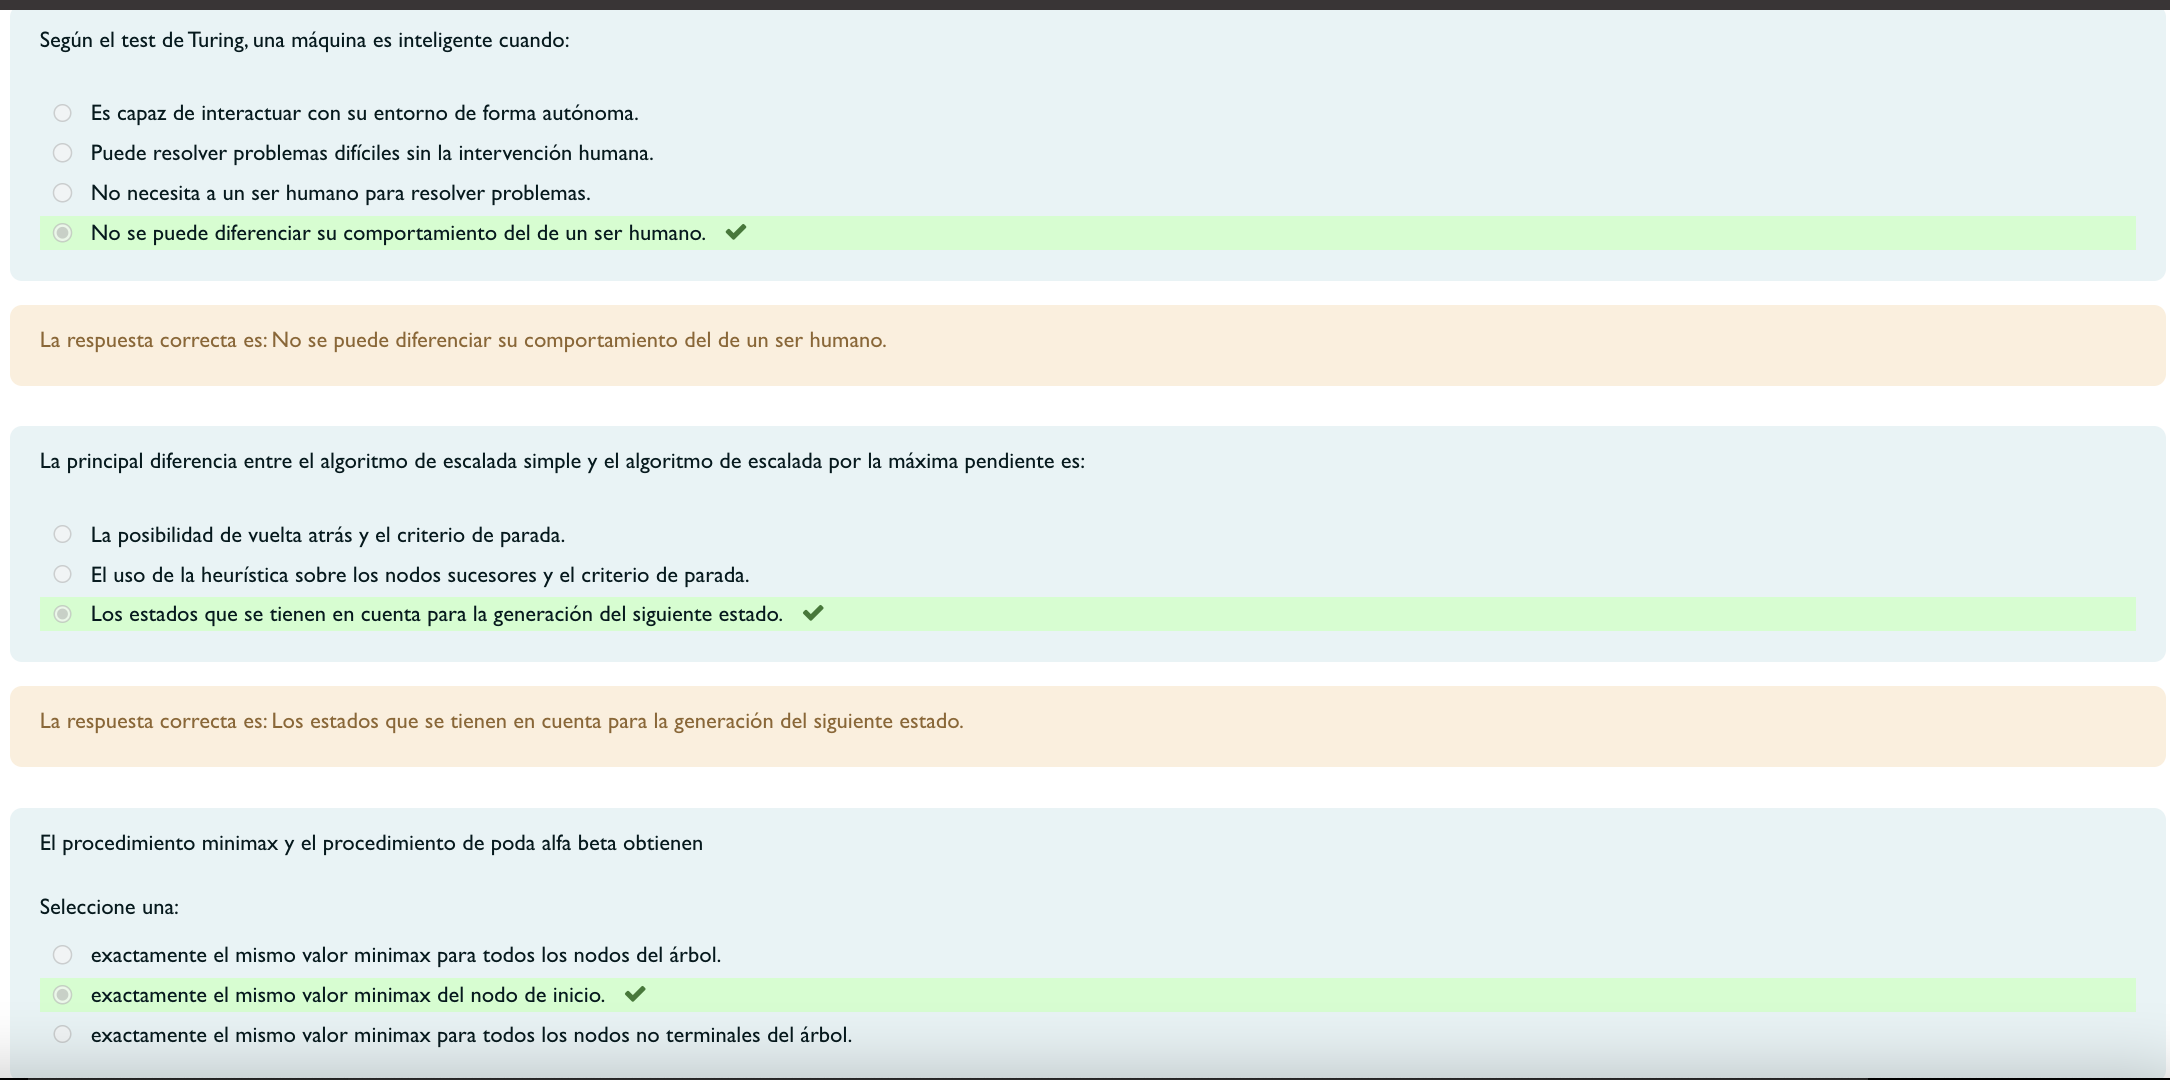 Según el test de Turing, una máquina es inteligente cuando:
Es capaz de interactuar con su entorno de forma autónoma.
Puede resolver problemas difíciles sin la intervención humana.
No necesita a un ser humano para resolver problemas.
No se puede diferenciar su comportamiento del de un ser humano.
La respuesta correcta es: No se puede diferenciar su comportamiento del de un ser humano.
La principal diferencia entre el algoritmo de escalada simple y el algoritmo de escalada por la máxima pendiente es:
La posibilidad de vuelta atrás y el criterio de parada.
El uso de la heurística sobre los nodos sucesores y el criterio de parada.
Los estados que se tienen en cuenta para la generación del siguiente estado.
La respuesta correcta es: Los estados que se tienen en cuenta para la generación del siguiente estado.
El procedimiento minimax y el procedimiento de poda alfa beta obtienen
Seleccione una:
exactamente el mismo valor minimax para todos los nodos del árbol.
exactamente el mismo valor minimax del nodo de inicio.
exactamente el mismo valor minimax para todos los nodos no terminales del árbol.